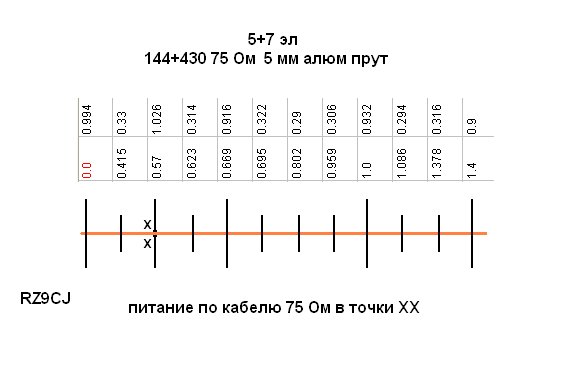 5+7 эл
144+430 75 Ом 5 мм алюм прут
0.994 0.33 1.026 0.314 0.916 0.322 0.29 0.306 0.932 0.294 0.316 0.9
0.0 0.415 0.57 0.623 0.669 0.695 0.802 0.959 1.0 1.086 1.378 1.4
X
X
RZ9CJ
питание по кабелю 75 Ом в точки XX